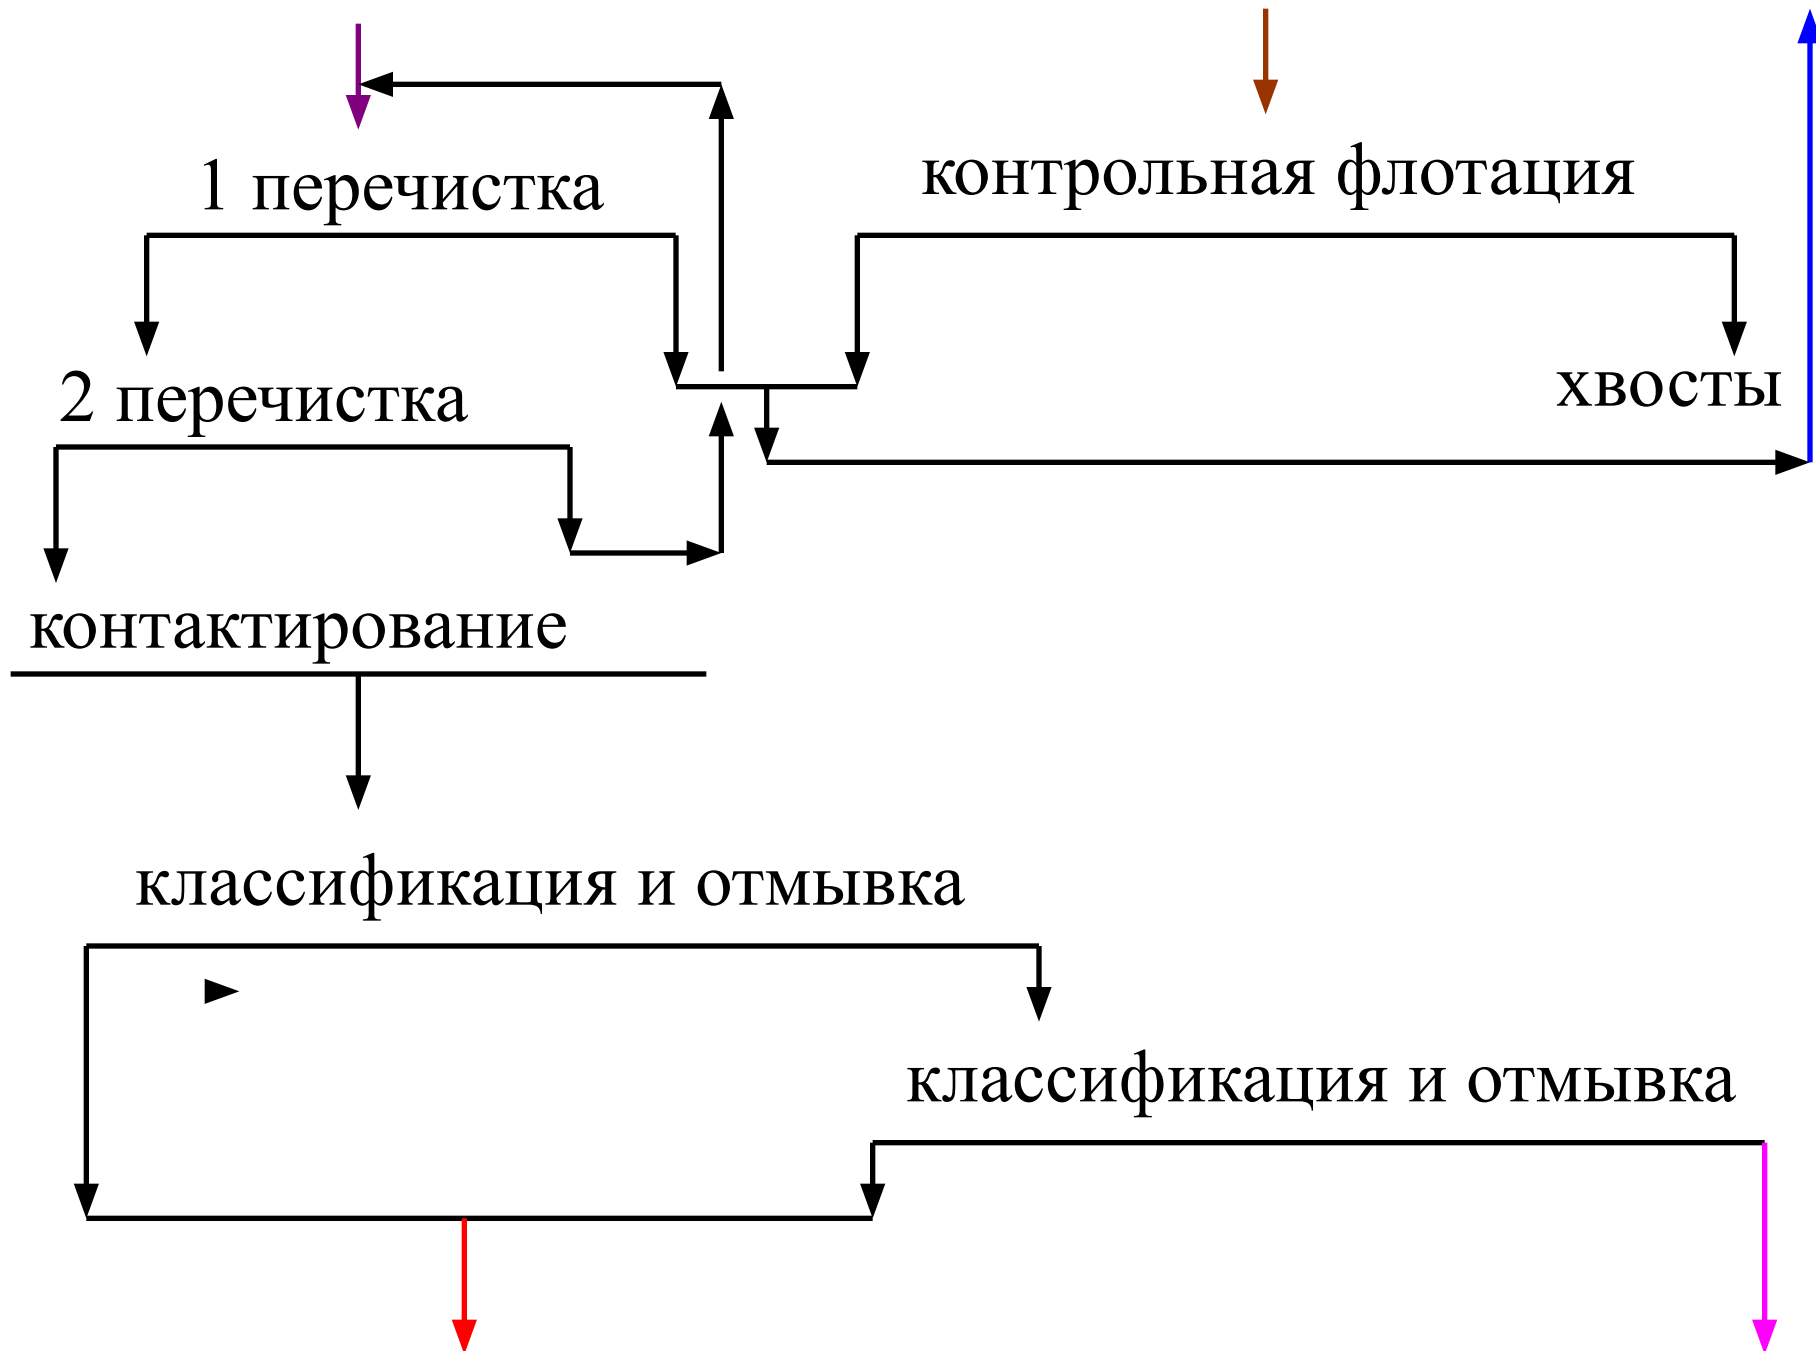 1 перечистка
контрольная флотация
2 перечистка
хвосты
контактирование
классификация и отмывка
классификация и отмывка